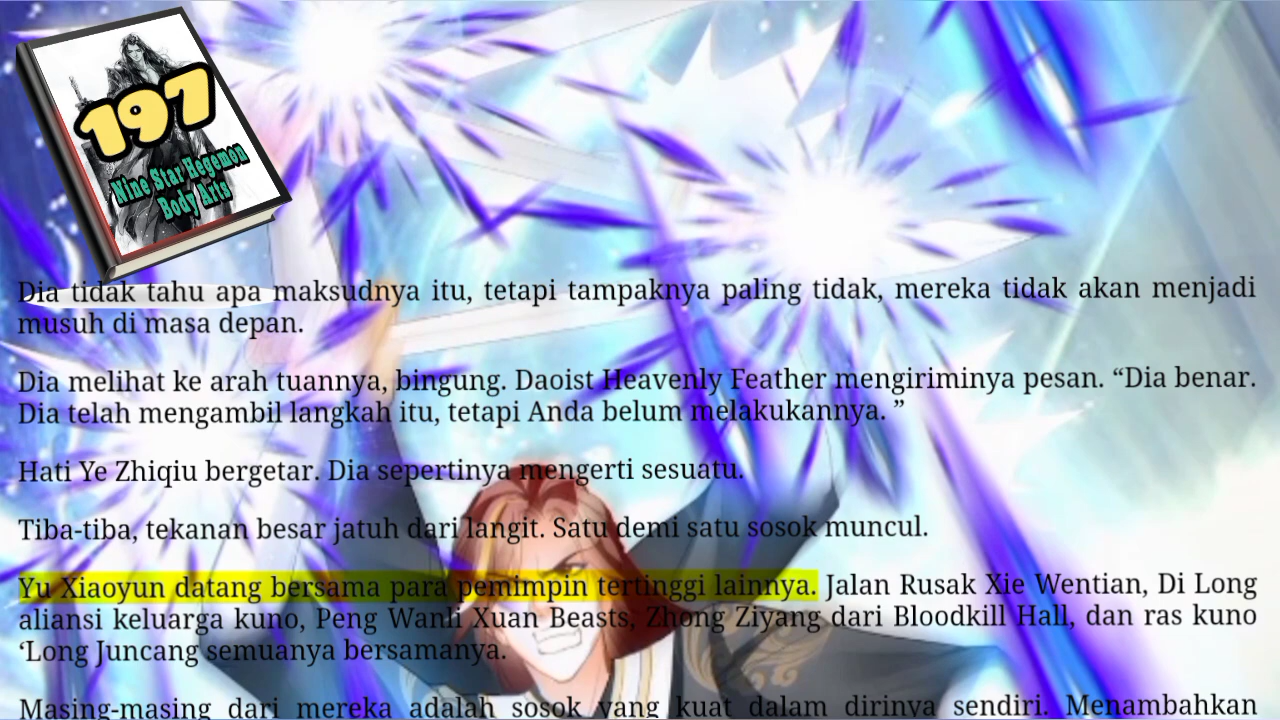 197
Nine Star Hegemon
Body Arts
Dia tidak tahu apa maksudnya itu, tetapi tampaknya paling tidak, mereka tidak akan menjadi
musuh di masa depan.
Dia melihat ke arah tuannya, bingung. Daoist Heavenly Feather mengiriminya pesan. “Dia benar.
Dia telah mengambil langkah itu, tetapi Anda belum melakukannya. ”
Hati Ye Zhiqiu bergetar. Dia sepertinya mengerti sesuatu.
Tiba-tiba, tekanan besar jatuh dari langit. Satu demi satu sosok muncul.
Yu Xiaoyun datang bersama para pemimpin tertinggi lainnya. Jalan Rusak Xie Wentian, Di Long
aliansi keluarga kuno, Peng Wanli Xuan Beasts, Zhong Ziyang dari Bloodkill Hall, dan ras kuno
‘Long Juncang semuanya bersamanya.
Masing-masing dari mereka adalah sosok yang kuat dalam dirinya sendiri. Menambahkan